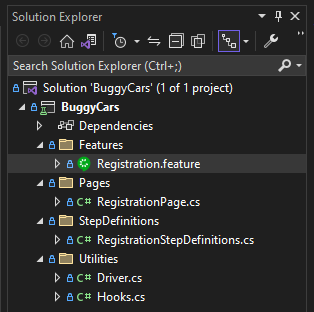 Solution Explorer
Search Solution Explorer (Ctrl+;)
Solution 'BuggyCars' (1 of 1 project)
BuggyCars
Dependencies
Features
Registration.feature
Pages
C# RegistrationPage.cs
StepDefinitions
C# RegistrationStepDefinitions.cs
Utilities
C# Driver.cs
C# Hooks.cs